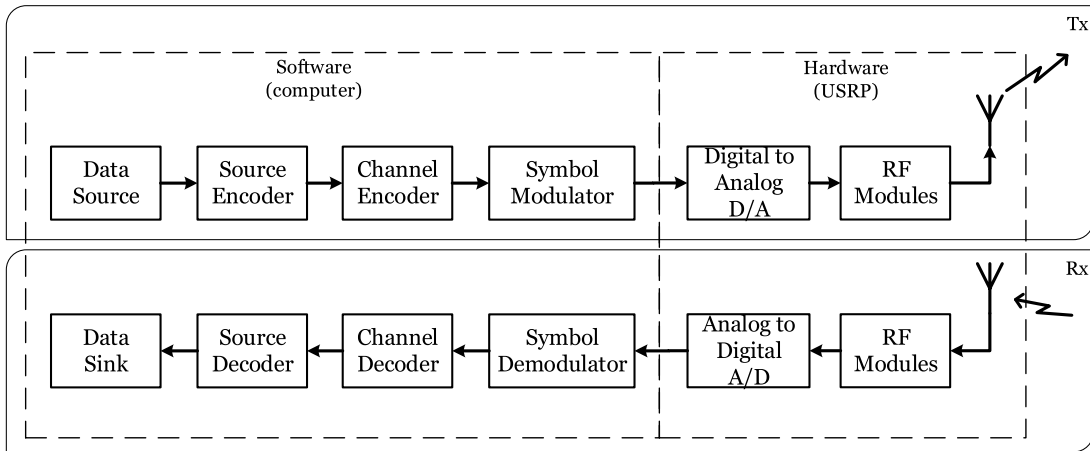 Tx
Software
(computer)
Hardware
(USRP)
Data
Source
Source
Encoder
Channel
Encoder
Symbol
Modulator
Digital to
Analog
D/A
RF
Modules
Rx
Data
Sink
Source
Decoder
Channel
Decoder
Symbol
Demodulator
Analog to
Digital
A/D
RF
Modules